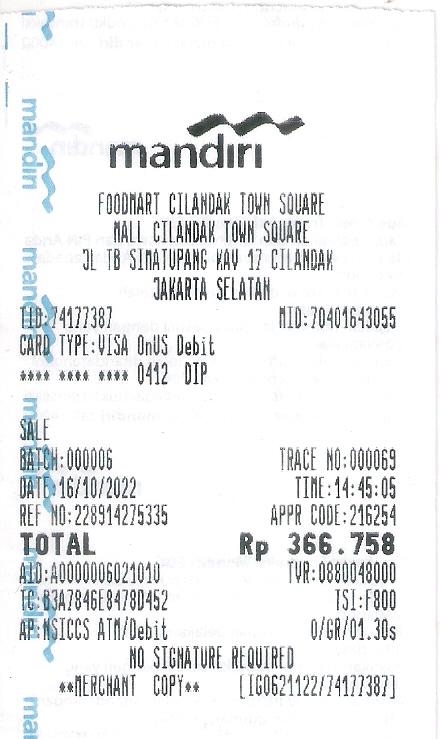 mandiri
FOODMART CILANDAK TOWN SQUARE
MALL CILANDAK TOWN SQUARE
JL TB SIMATUPANG KAV 17 CILANDAK
JAKARTA SELATAN
TID:74177387 MID:70401643055
CARD TYPE:VISA OnUS Debit
**** **** **** 0412 DIP
SALE
BATCH:000006 TRACE NO:000069
DATE:16/10/2022 TIME:14:45:05
REF NO:228914275335 APPR CODE:216254
TOTAL Rp 366.758
AID:A0000006021010 TVR:0880048000
TC:B3A7846E8478D452 TSI:F800
AP:NSICCS ATM/Debit 0/GR/01.30s
NO SIGNATURE REQUIRED
**MERCHANT COPY** [IG0621122/74177387]
mandiri
mandiri
mandiri
mandiri